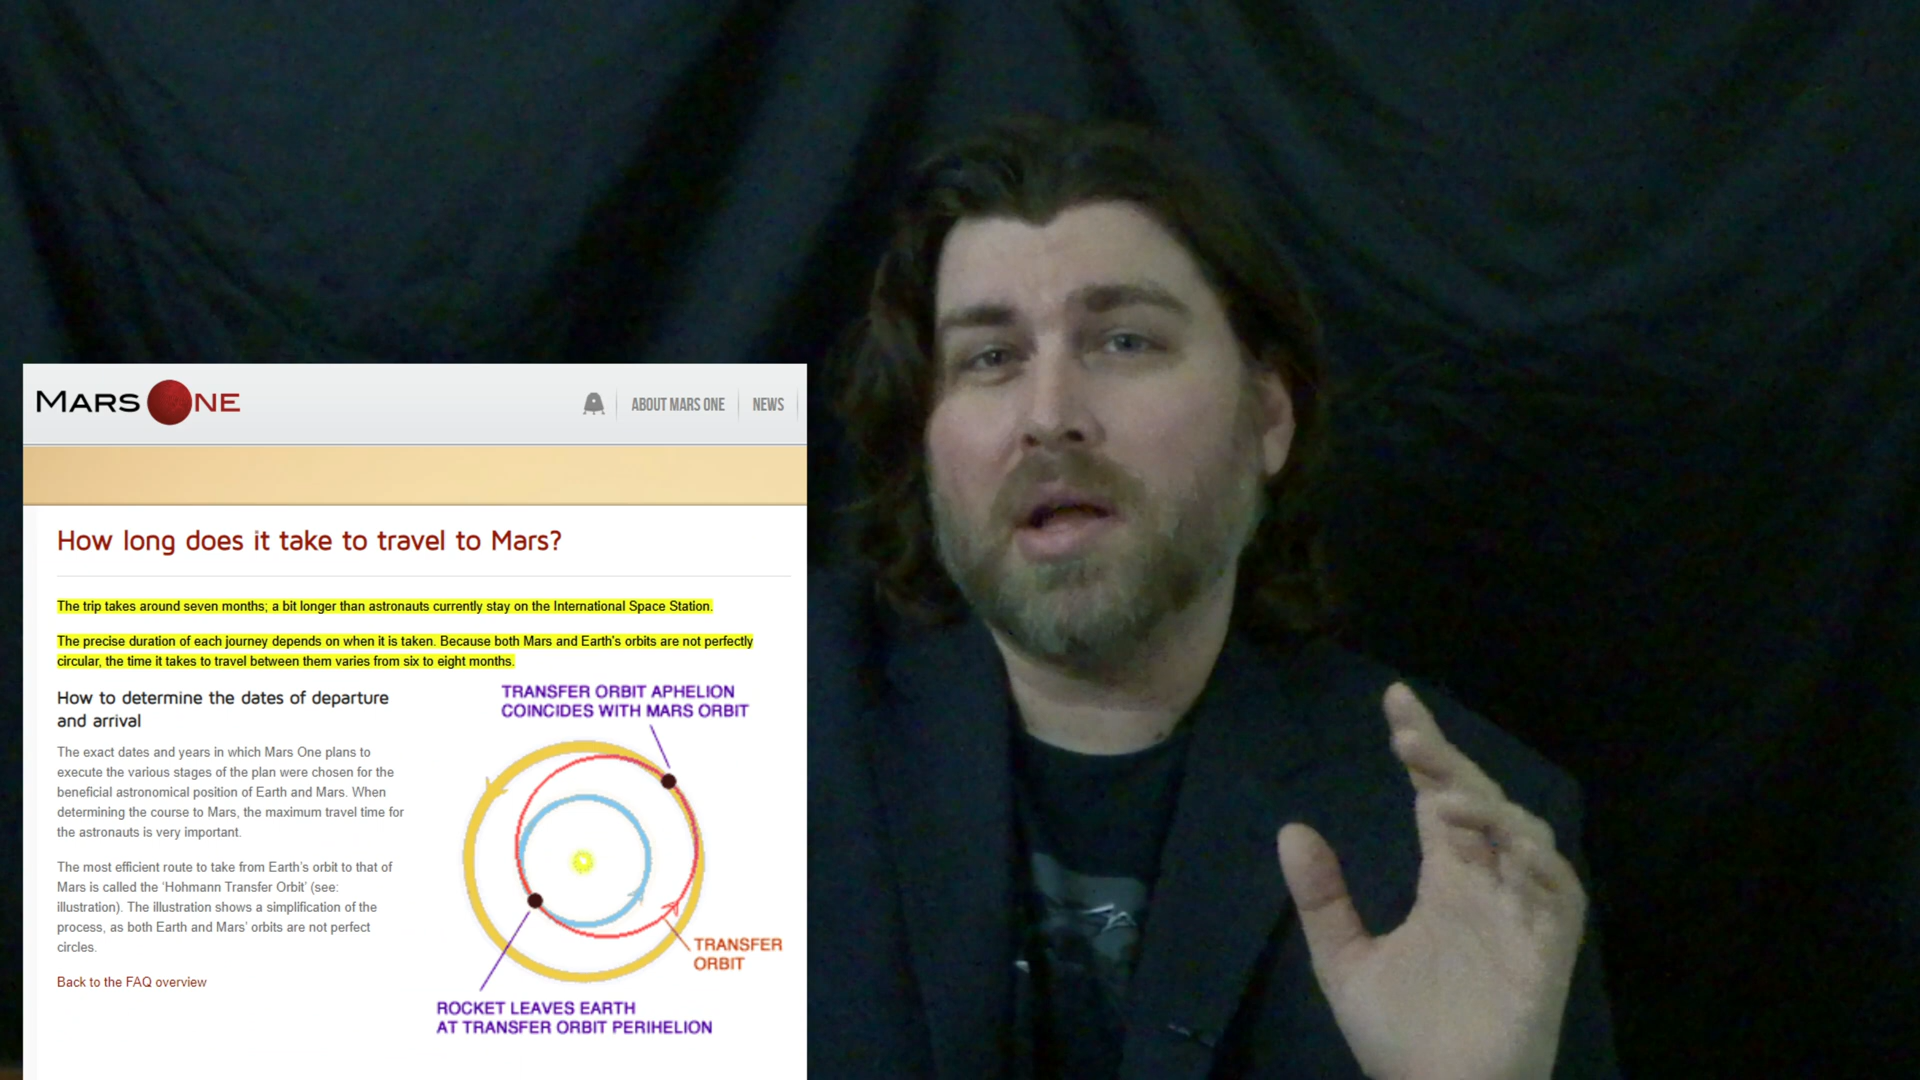 MARS ONE
ABOUT MARS ONE
NEWS
How long does it take to travel to Mars?
The trip takes around seven months; a bit longer than astronauts currently stay on the International Space Station.
The precise duration of each journey depends on when it is taken. Because both Mars and Earth's orbits are not perfectly
circular, the time it takes to travel between them varies from six to eight months.
How to determine the dates of departure
and arrival
The exact dates and years in which Mars One plans to
execute the various stages of the plan were chosen for the
beneficial astronomical position of Earth and Mars. When
determining the course to Mars, the maximum travel time for
the astronauts is very important.
The most efficient route to take from Earth's orbit to that of
Mars is called the 'Hohmann Transfer Orbit' (see:
illustration). The illustration shows a simplification of the
process, as both Earth and Mars' orbits are not perfect
circles.
Back to the FAQ overview
TRANSFER ORBIT APHELION
COINCIDES WITH MARS ORBIT
TRANSFER
ORBIT
ROCKET LEAVES EARTH
AT TRANSFER ORBIT PERIHELION